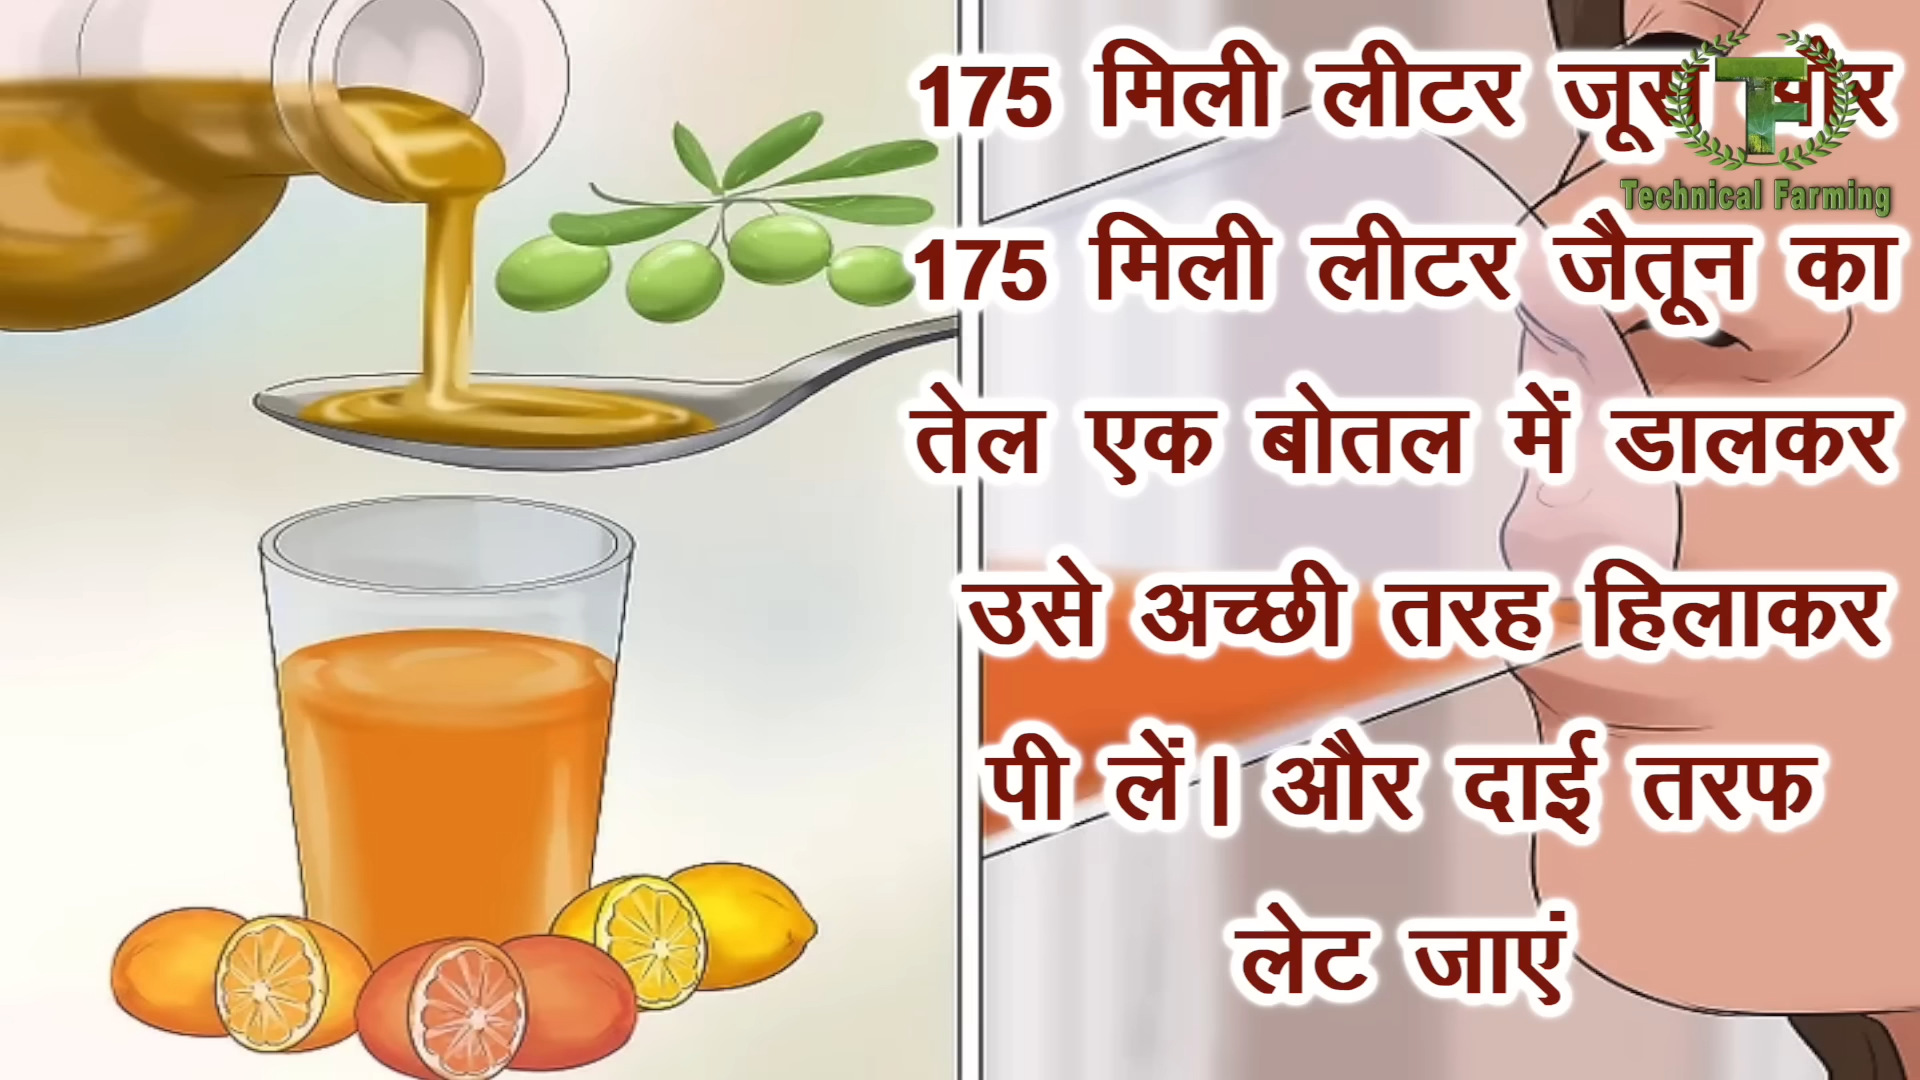 175 मिली लीटर जूस और
Technical Farming
175 मिली लीटर जैतून का
तेल एक बोतल में डालकर
उसे अच्छी तरह हिलाकर
पी लें। और दाई तरफ
लेट जाएं